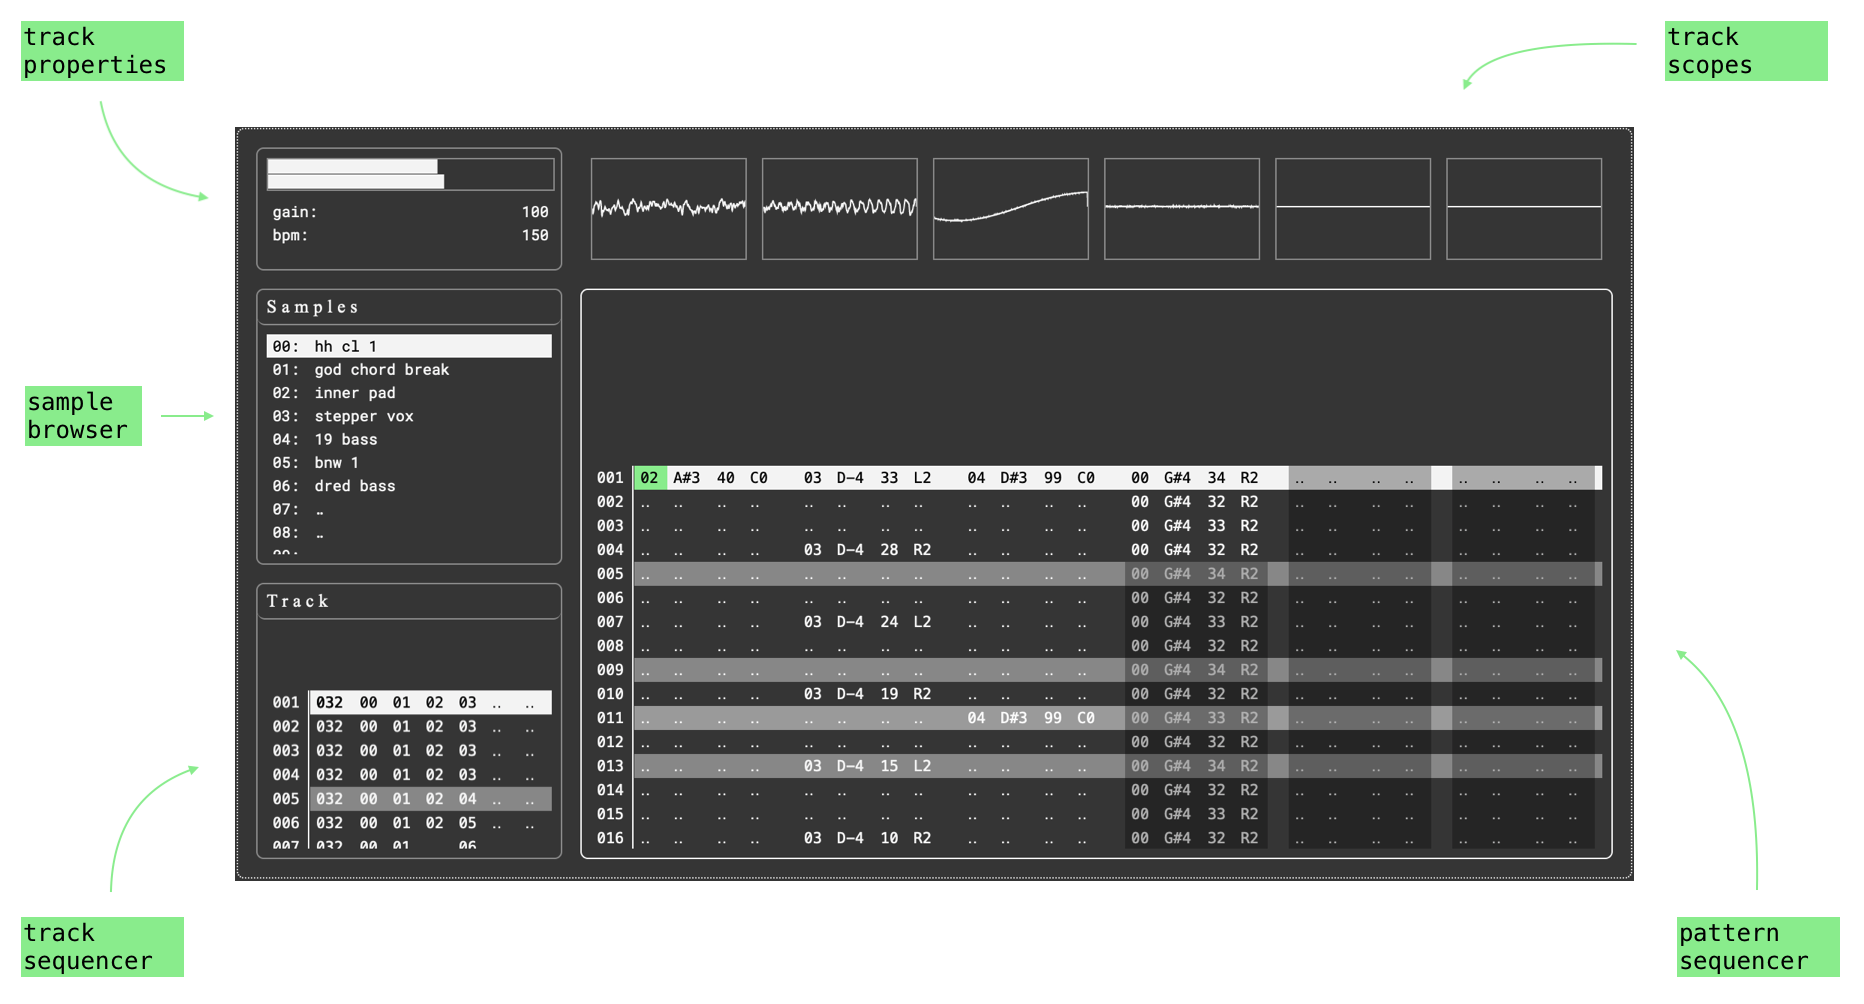 track
properties
track
scopes
gain: 100
bpm: 150
Samples
00: hh cl 1
01: god chord break
02: inner pad
03: stepper vox
04: 19 bass
05: bnw 1
06: dred bass
07: ..
08: ..
sample
browser
Track
001 032 00 01 02 03 .. ..
002 032 00 01 02 03 .. ..
003 032 00 01 02 03 .. ..
004 032 00 01 02 03 .. ..
005 032 00 01 02 04 .. ..
006 032 00 01 02 05 .. ..
007 032 00 01 06
001 02 A#3 40 C0 03 D-4 33 L2 04 D#3 99 C0 00 G#4 34 R2 .. .. .. .. .. .. .. ..
002 .. .. .. .. .. .. .. .. .. .. .. .. 00 G#4 32 R2 .. .. .. .. .. .. .. ..
003 .. .. .. .. .. .. .. .. .. .. .. .. 00 G#4 33 R2 .. .. .. .. .. .. .. ..
004 .. .. .. .. 03 D-4 28 R2 .. .. .. .. 00 G#4 32 R2 .. .. .. .. .. .. .. ..
005 .. .. .. .. .. .. .. .. .. .. .. .. 00 G#4 34 R2 .. .. .. .. .. .. .. ..
006 .. .. .. .. .. .. .. .. .. .. .. .. 00 G#4 32 R2 .. .. .. .. .. .. .. ..
007 .. .. .. .. 03 D-4 24 L2 .. .. .. .. 00 G#4 33 R2 .. .. .. .. .. .. .. ..
008 .. .. .. .. .. .. .. .. .. .. .. .. 00 G#4 32 R2 .. .. .. .. .. .. .. ..
009 .. .. .. .. .. .. .. .. .. .. .. .. 00 G#4 34 R2 .. .. .. .. .. .. .. ..
010 .. .. .. .. 03 D-4 19 R2 .. .. .. .. 00 G#4 32 R2 .. .. .. .. .. .. .. ..
011 .. .. .. .. .. .. .. .. 04 D#3 99 C0 00 G#4 33 R2 .. .. .. .. .. .. .. ..
012 .. .. .. .. .. .. .. .. .. .. .. .. 00 G#4 32 R2 .. .. .. .. .. .. .. ..
013 .. .. .. .. 03 D-4 15 L2 .. .. .. .. 00 G#4 34 R2 .. .. .. .. .. .. .. ..
014 .. .. .. .. .. .. .. .. .. .. .. .. 00 G#4 32 R2 .. .. .. .. .. .. .. ..
015 .. .. .. .. .. .. .. .. .. .. .. .. 00 G#4 33 R2 .. .. .. .. .. .. .. ..
016 .. .. .. .. 03 D-4 10 R2 .. .. .. .. 00 G#4 32 R2 .. .. .. .. .. .. .. ..
track
sequencer
pattern
sequencer